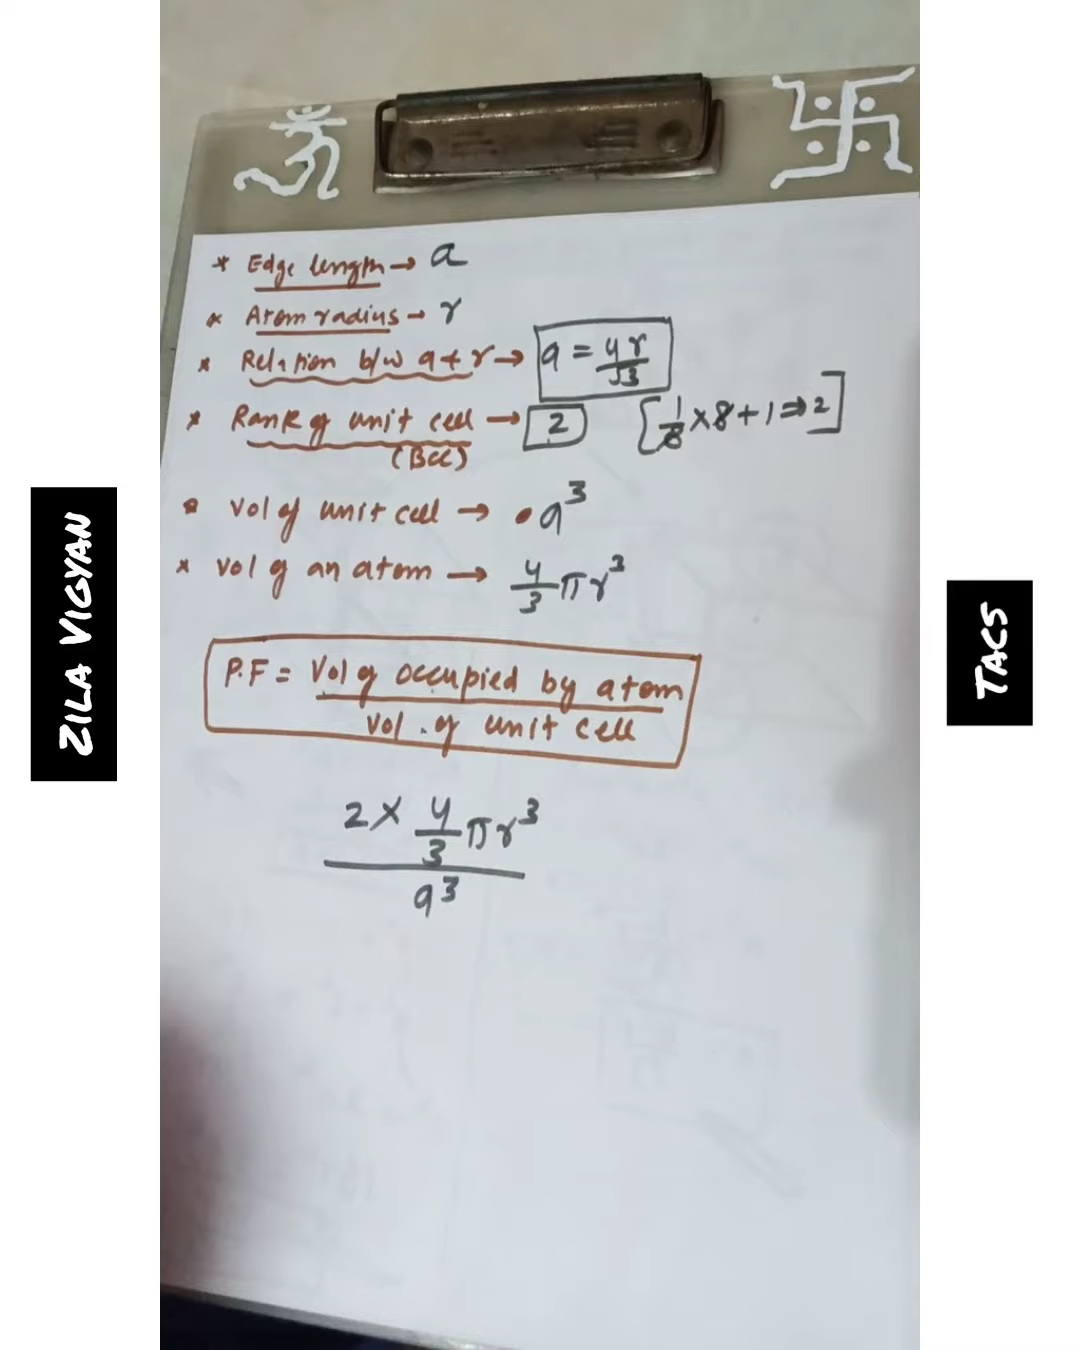 ॐ
* Edge length → a
* Atom radius → r
* Relation b/w a & r → a = 4r/√3
* Rank of unit cell → 2 [1/8 × 8 + 1 ⇒ 2]
(BCC)
* Vol of unit cell → • a³
* Vol of an atom → 4/3 πr³
P.F = Vol of occupied by atom / Vol. of unit cell
2 × 4/3 πr³ / a³
ZILA VIGYAN
TACS